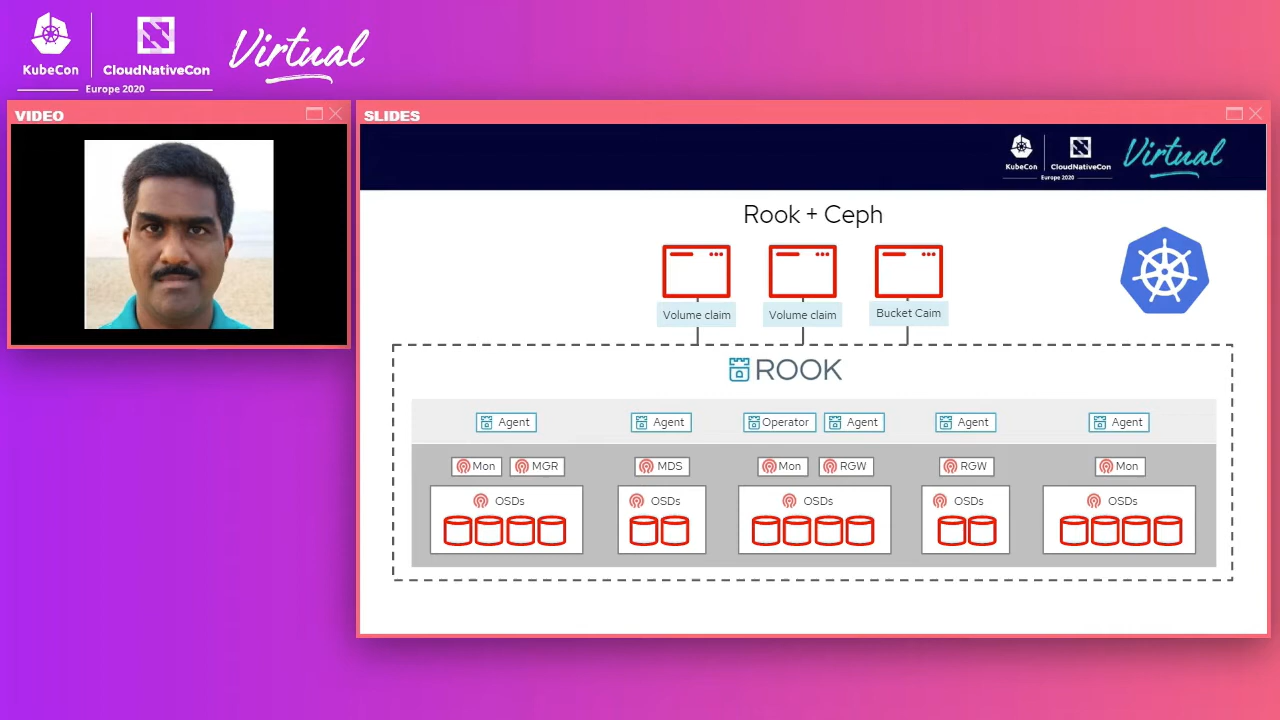 KubeCon
CloudNativeCon
Virtual
Europe 2020
VIDEO
SLIDES
KubeCon
CloudNativeCon
Virtual
Europe 2020
Rook + Ceph
Volume claim
Volume claim
Bucket Caim
ROOK
Agent
Agent
Operator
Agent
Agent
Agent
Mon
MGR
MDS
Mon
RGW
RGW
Mon
OSDs
OSDs
OSDs
OSDs
OSDs